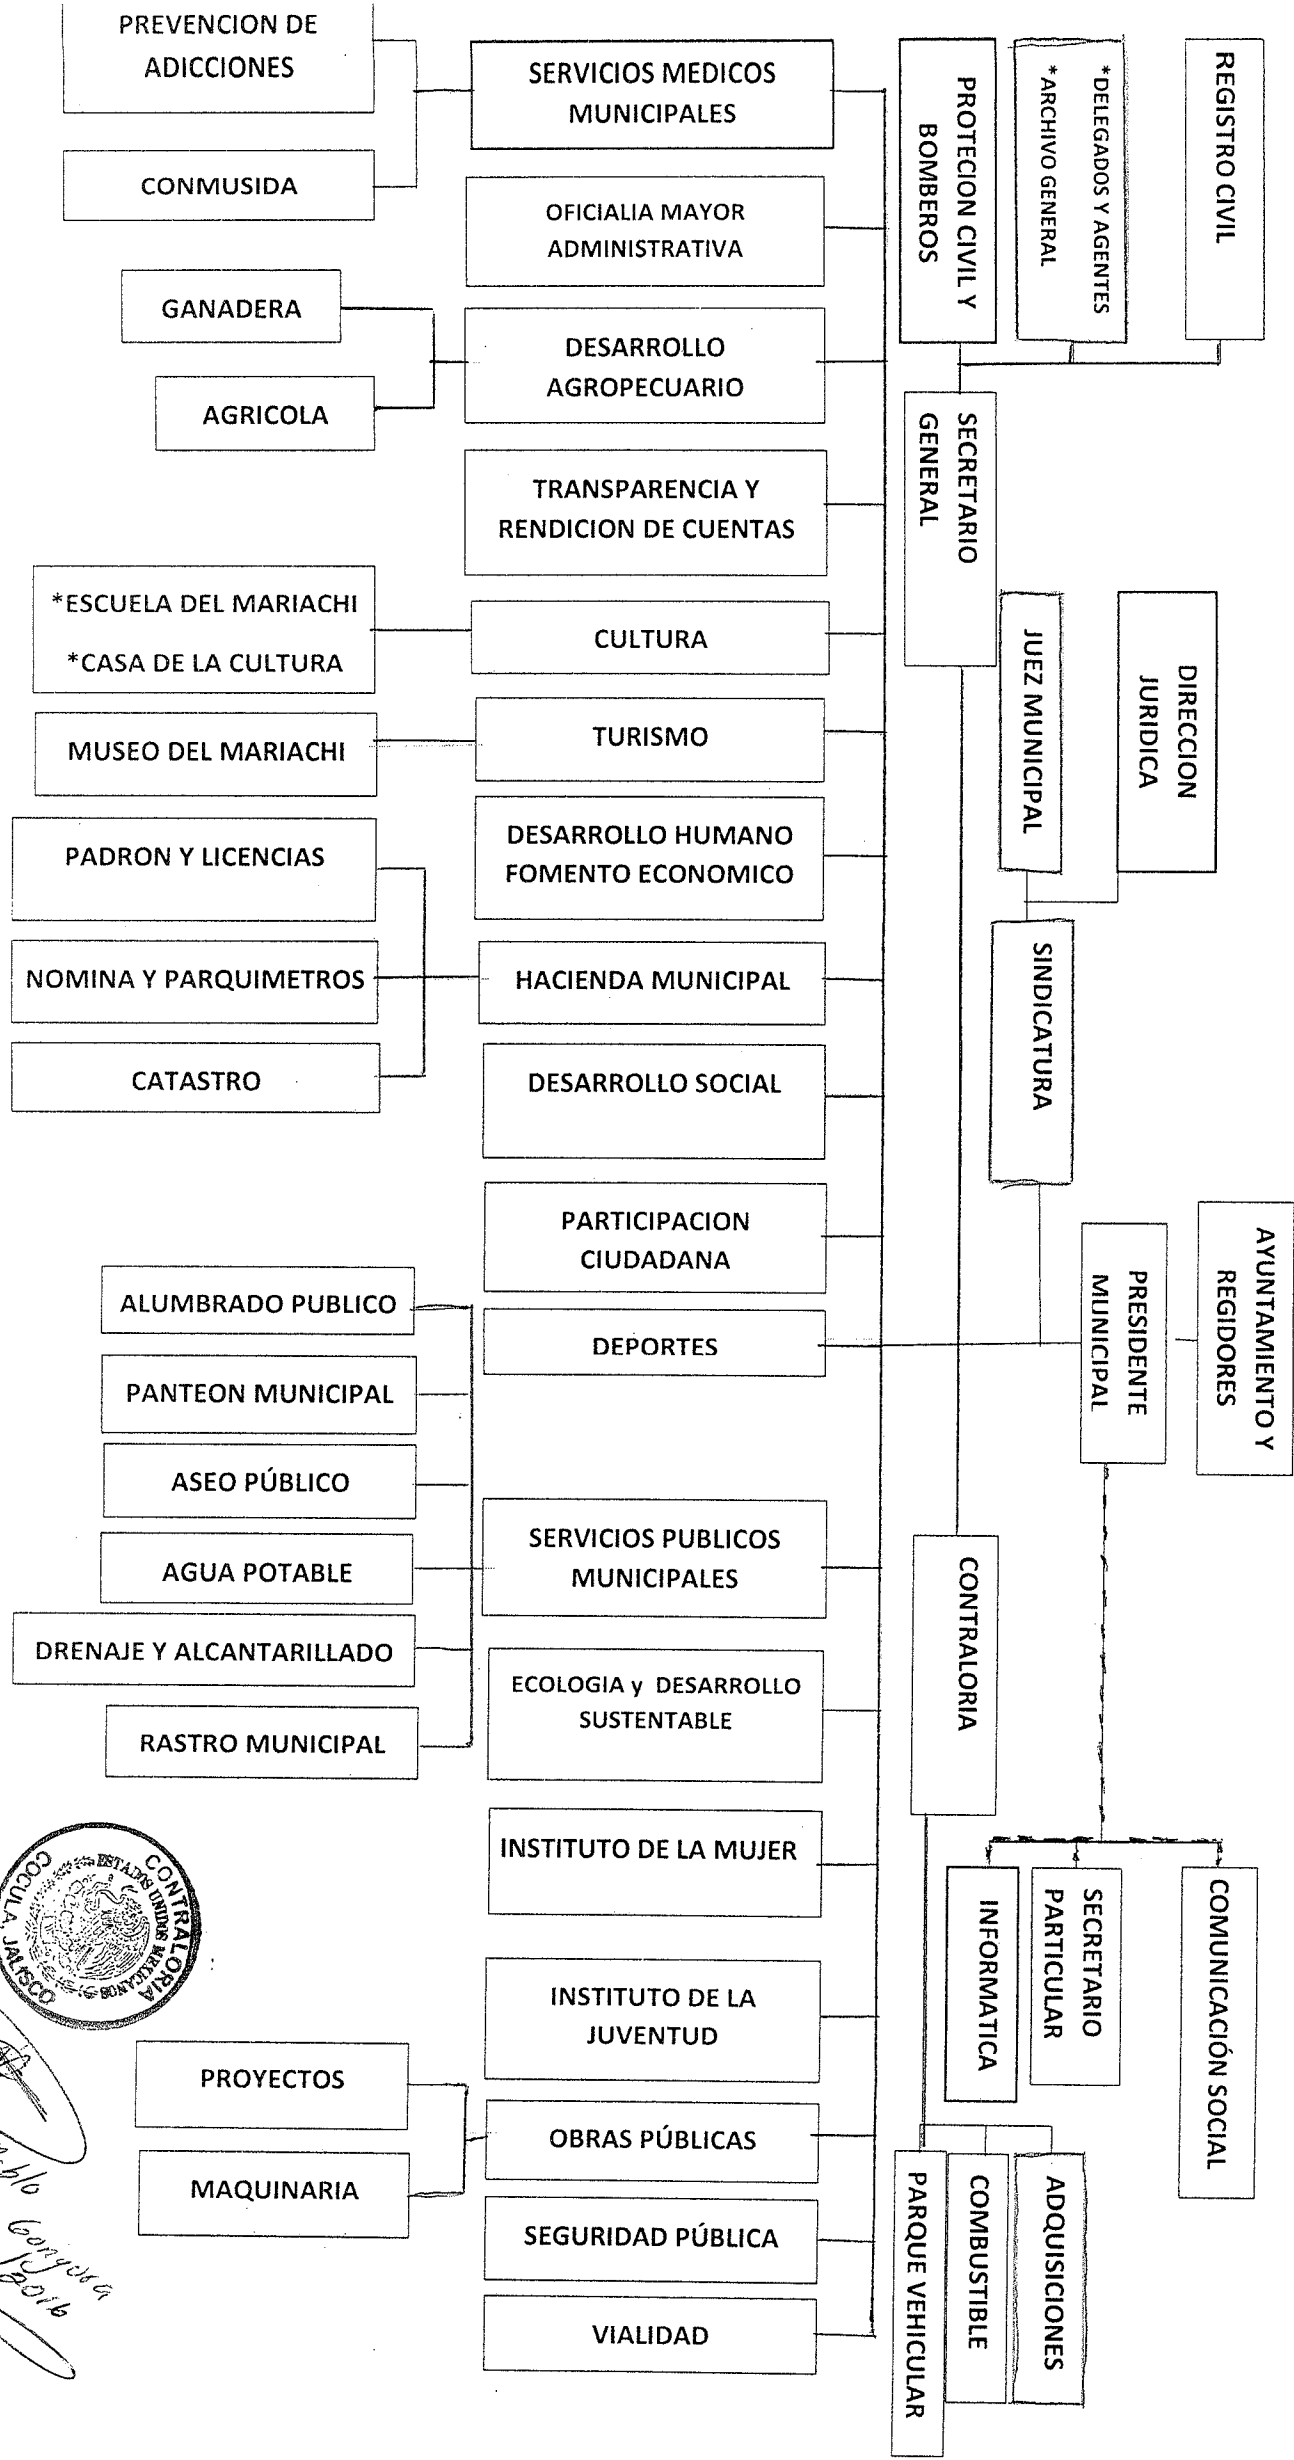 AYUNTAMIENTO Y
REGIDORES
PRESIDENTE
MUNICIPAL
REGISTRO CIVIL
*DELEGADOS Y AGENTES
*ARCHIVO GENERAL
PROTECION CIVIL Y
BOMBEROS
SECRETARIO
GENERAL
DIRECCION
JURIDICA
JUEZ MUNICIPAL
SINDICATURA
CONTRALORIA
COMUNICACIÓN SOCIAL
SECRETARIO
PARTICULAR
INFORMATICA
ADQUISICIONES
COMBUSTIBLE
PARQUE VEHICULAR
SERVICIOS MEDICOS
MUNICIPALES
PREVENCION DE
ADICCIONES
CONMUSIDA
OFICIALIA MAYOR
ADMINISTRATIVA
DESARROLLO
AGROPECUARIO
GANADERA
AGRICOLA
TRANSPARENCIA Y
RENDICION DE CUENTAS
CULTURA
*ESCUELA DEL MARIACHI
*CASA DE LA CULTURA
TURISMO
MUSEO DEL MARIACHI
DESARROLLO HUMANO
FOMENTO ECONOMICO
HACIENDA MUNICIPAL
PADRON Y LICENCIAS
NOMINA Y PARQUIMETROS
CATASTRO
DESARROLLO SOCIAL
PARTICIPACION
CIUDADANA
DEPORTES
SERVICIOS PUBLICOS
MUNICIPALES
ALUMBRADO PUBLICO
PANTEON MUNICIPAL
ASEO PÚBLICO
AGUA POTABLE
DRENAJE Y ALCANTARILLADO
RASTRO MUNICIPAL
ECOLOGIA y DESARROLLO
SUSTENTABLE
INSTITUTO DE LA MUJER
INSTITUTO DE LA
JUVENTUD
OBRAS PÚBLICAS
PROYECTOS
MAQUINARIA
SEGURIDAD PÚBLICA
VIALIDAD
CONTRALORIA
ESTADOS UNIDOS MEXICANOS
COCULA, JALISCO
Gongora